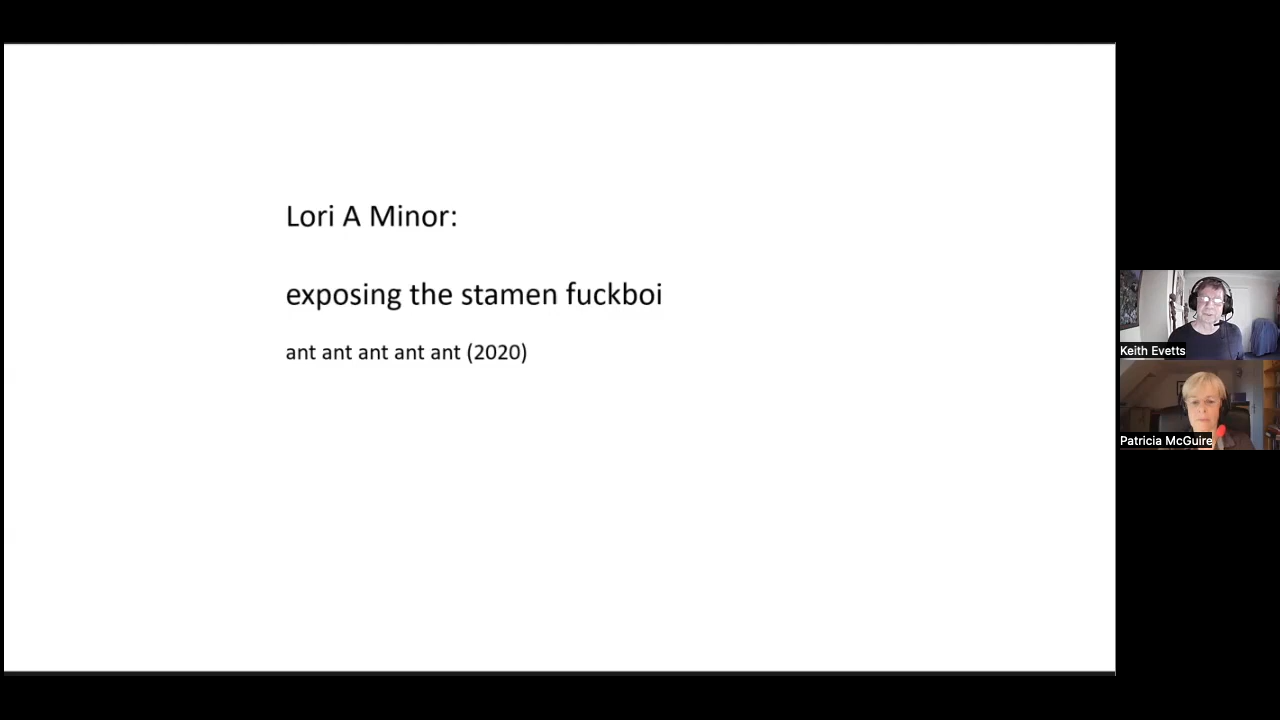 Lori A Minor:
exposing the stamen fuckboi
ant ant ant ant ant (2020)
Keith Evetts
Patricia McGuire